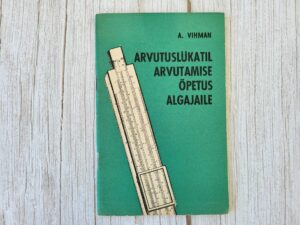 A. VIHMAN
ARVUTUSLÜKATIL
ARVUTAMISE
ÕPETUS
ALGAJAILE